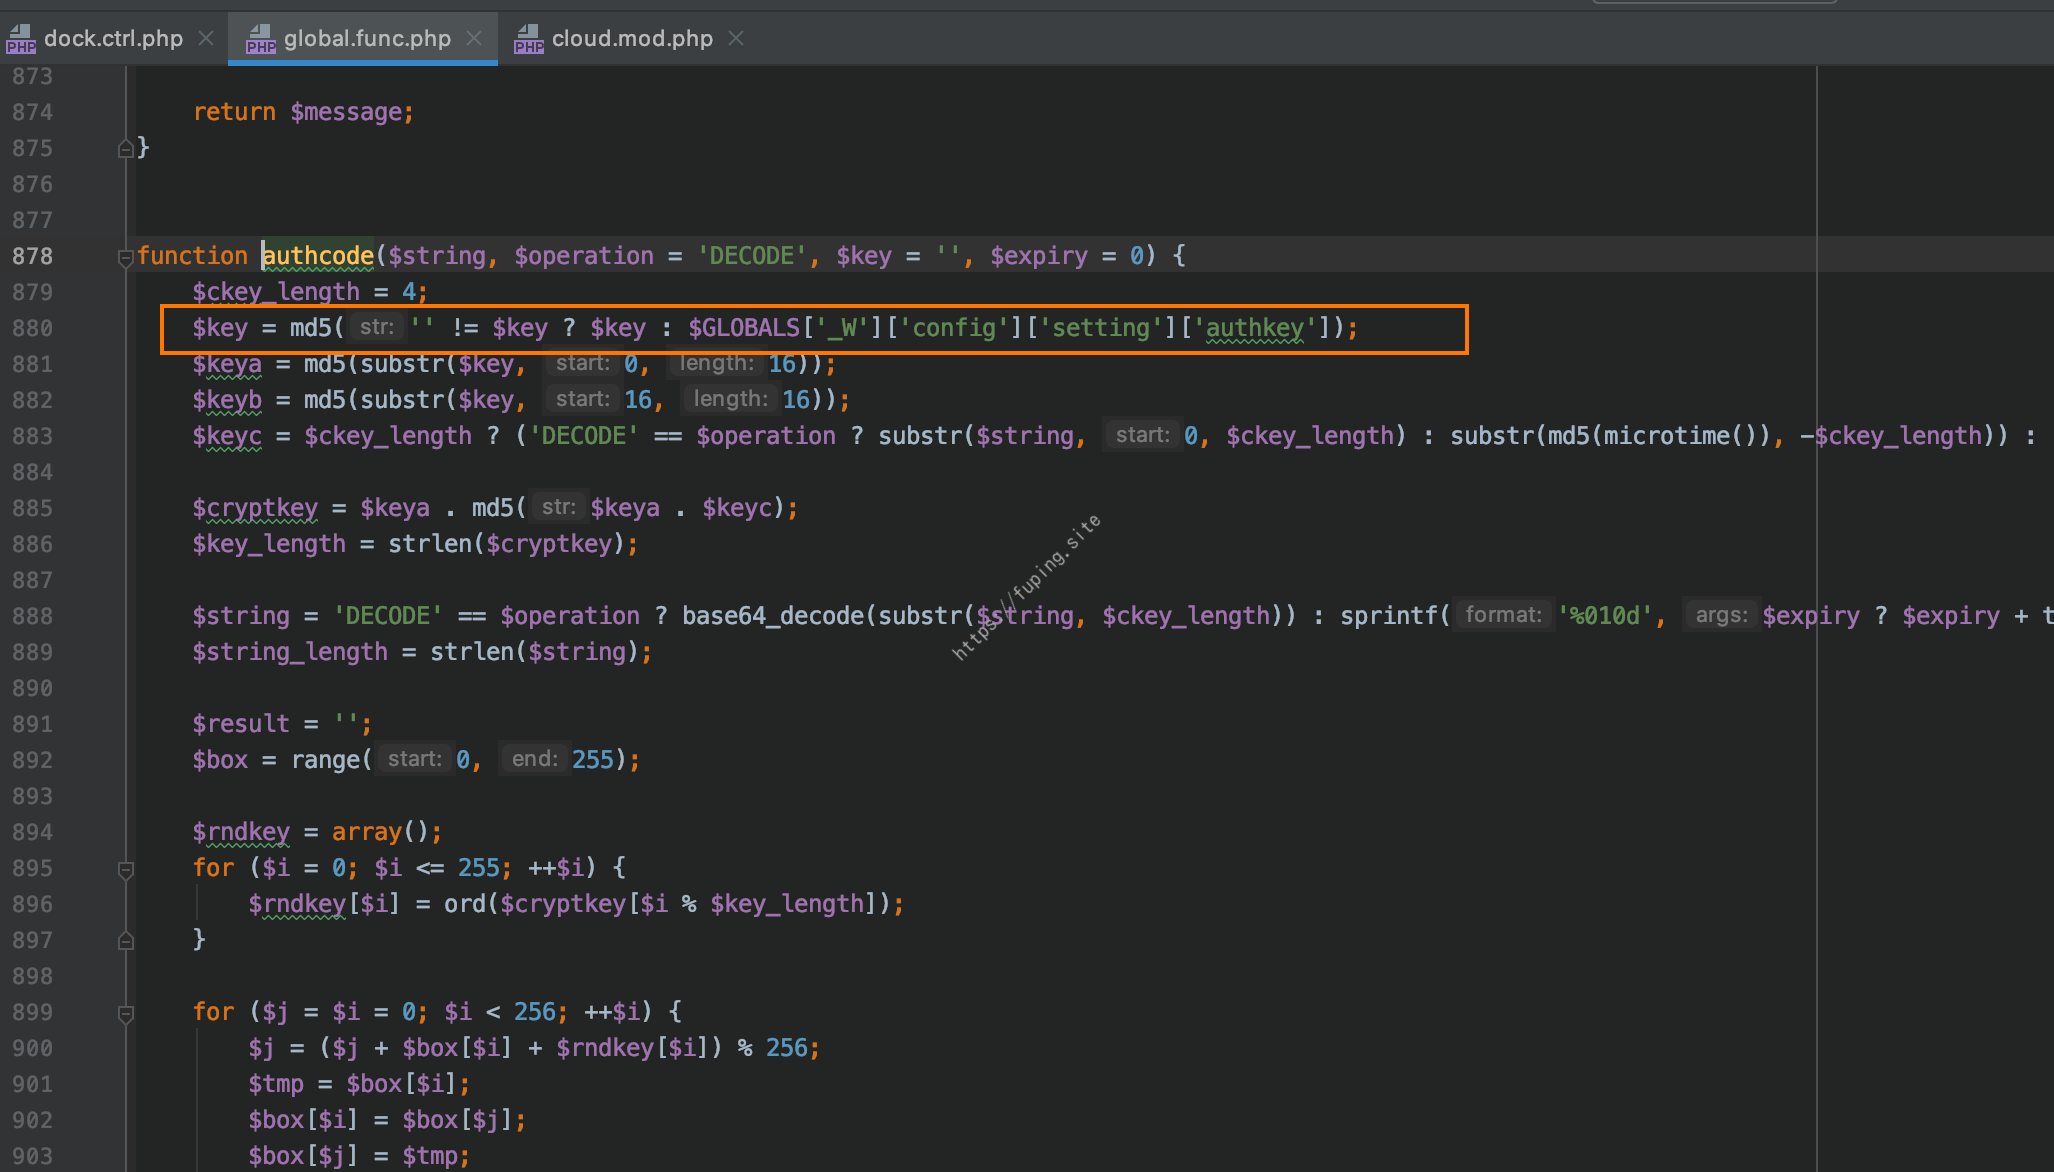 dock.ctrl.php global.func.php cloud.mod.php
873
874 return $message;
875 }
876
877
878 function authcode($string, $operation = 'DECODE', $key = '', $expiry = 0) {
879 $ckey_length = 4;
880 $key = md5( str: '' != $key ? $key : $GLOBALS['_W']['config']['setting']['authkey']);
881 $keya = md5(substr($key, start: 0, length: 16));
882 $keyb = md5(substr($key, start: 16, length: 16));
883 $keyc = $ckey_length ? ('DECODE' == $operation ? substr($string, start: 0, $ckey_length) : substr(md5(microtime()), -$ckey_length)) :
884
885 $cryptkey = $keya . md5( str: $keya . $keyc);
886 $key_length = strlen($cryptkey);
887
888 $string = 'DECODE' == $operation ? base64_decode(substr($string, $ckey_length)) : sprintf( format: '%010d', args: $expiry ? $expiry + t
889 $string_length = strlen($string);
890
891 $result = '';
892 $box = range( start: 0, end: 255);
893
894 $rndkey = array();
895 for ($i = 0; $i <= 255; ++$i) {
896 $rndkey[$i] = ord($cryptkey[$i % $key_length]);
897 }
898
899 for ($j = $i = 0; $i < 256; ++$i) {
900 $j = ($j + $box[$i] + $rndkey[$i]) % 256;
901 $tmp = $box[$i];
902 $box[$i] = $box[$j];
903 $box[$j] = $tmp;
https://fuping.site